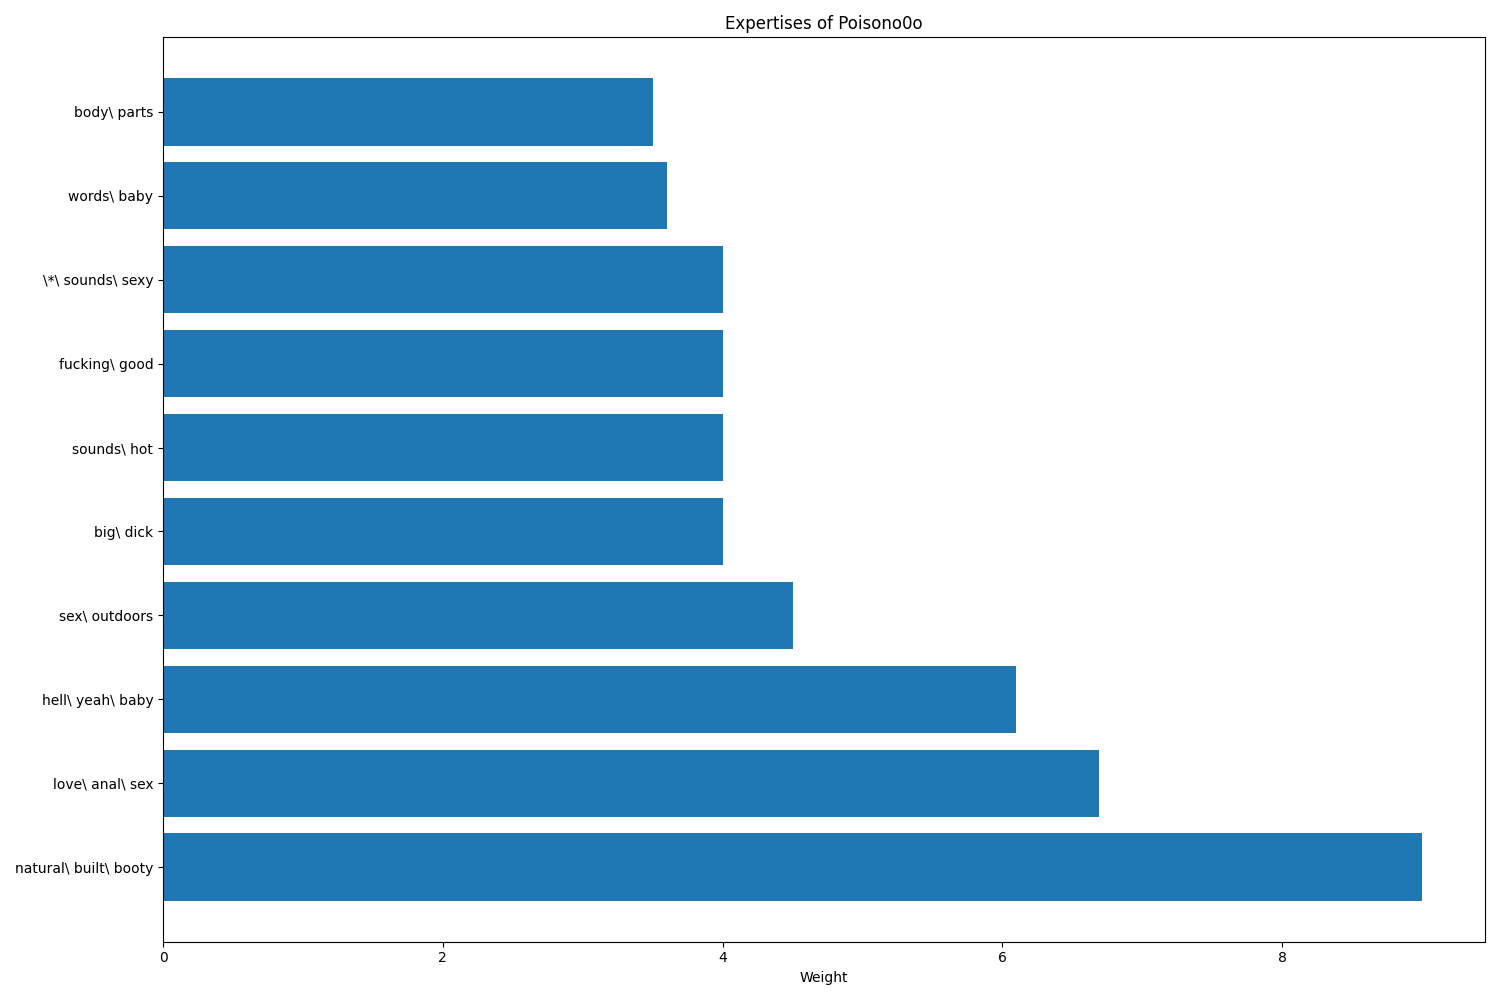 Expertises of Poisono0o
body\ parts
words\ baby
\*\ sounds\ sexy
fucking\ good
sounds\ hot
big\ dick
sex\ outdoors
hell\ yeah\ baby
love\ anal\ sex
natural\ built\ booty
0 2 4 6 8
Weight